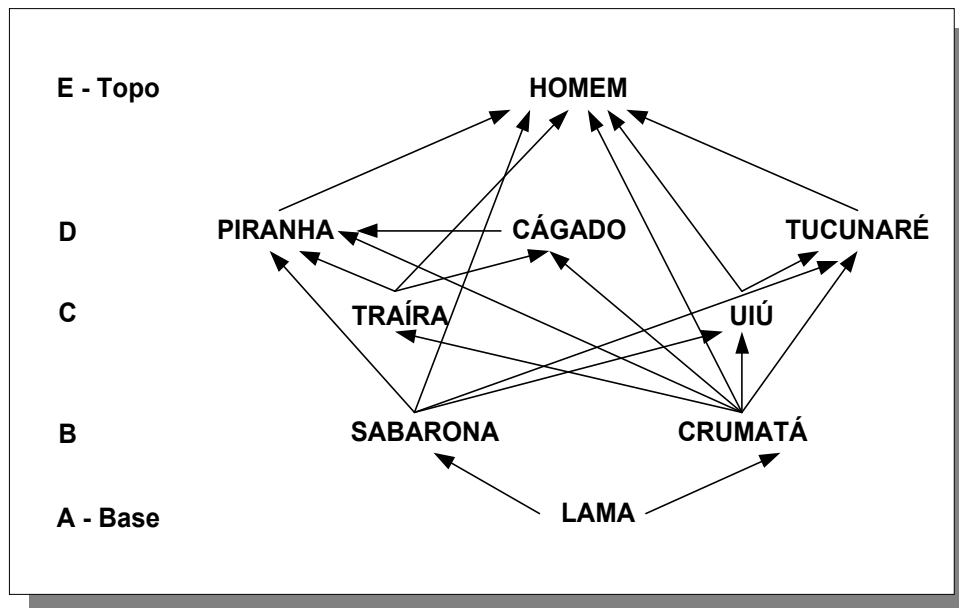 E - Topo HOMEM
D PIRANHA CÁGADO TUCUNARÉ
C TRAÍRA UIÚ
B SABARONA CRUMATÁ
A - Base LAMA